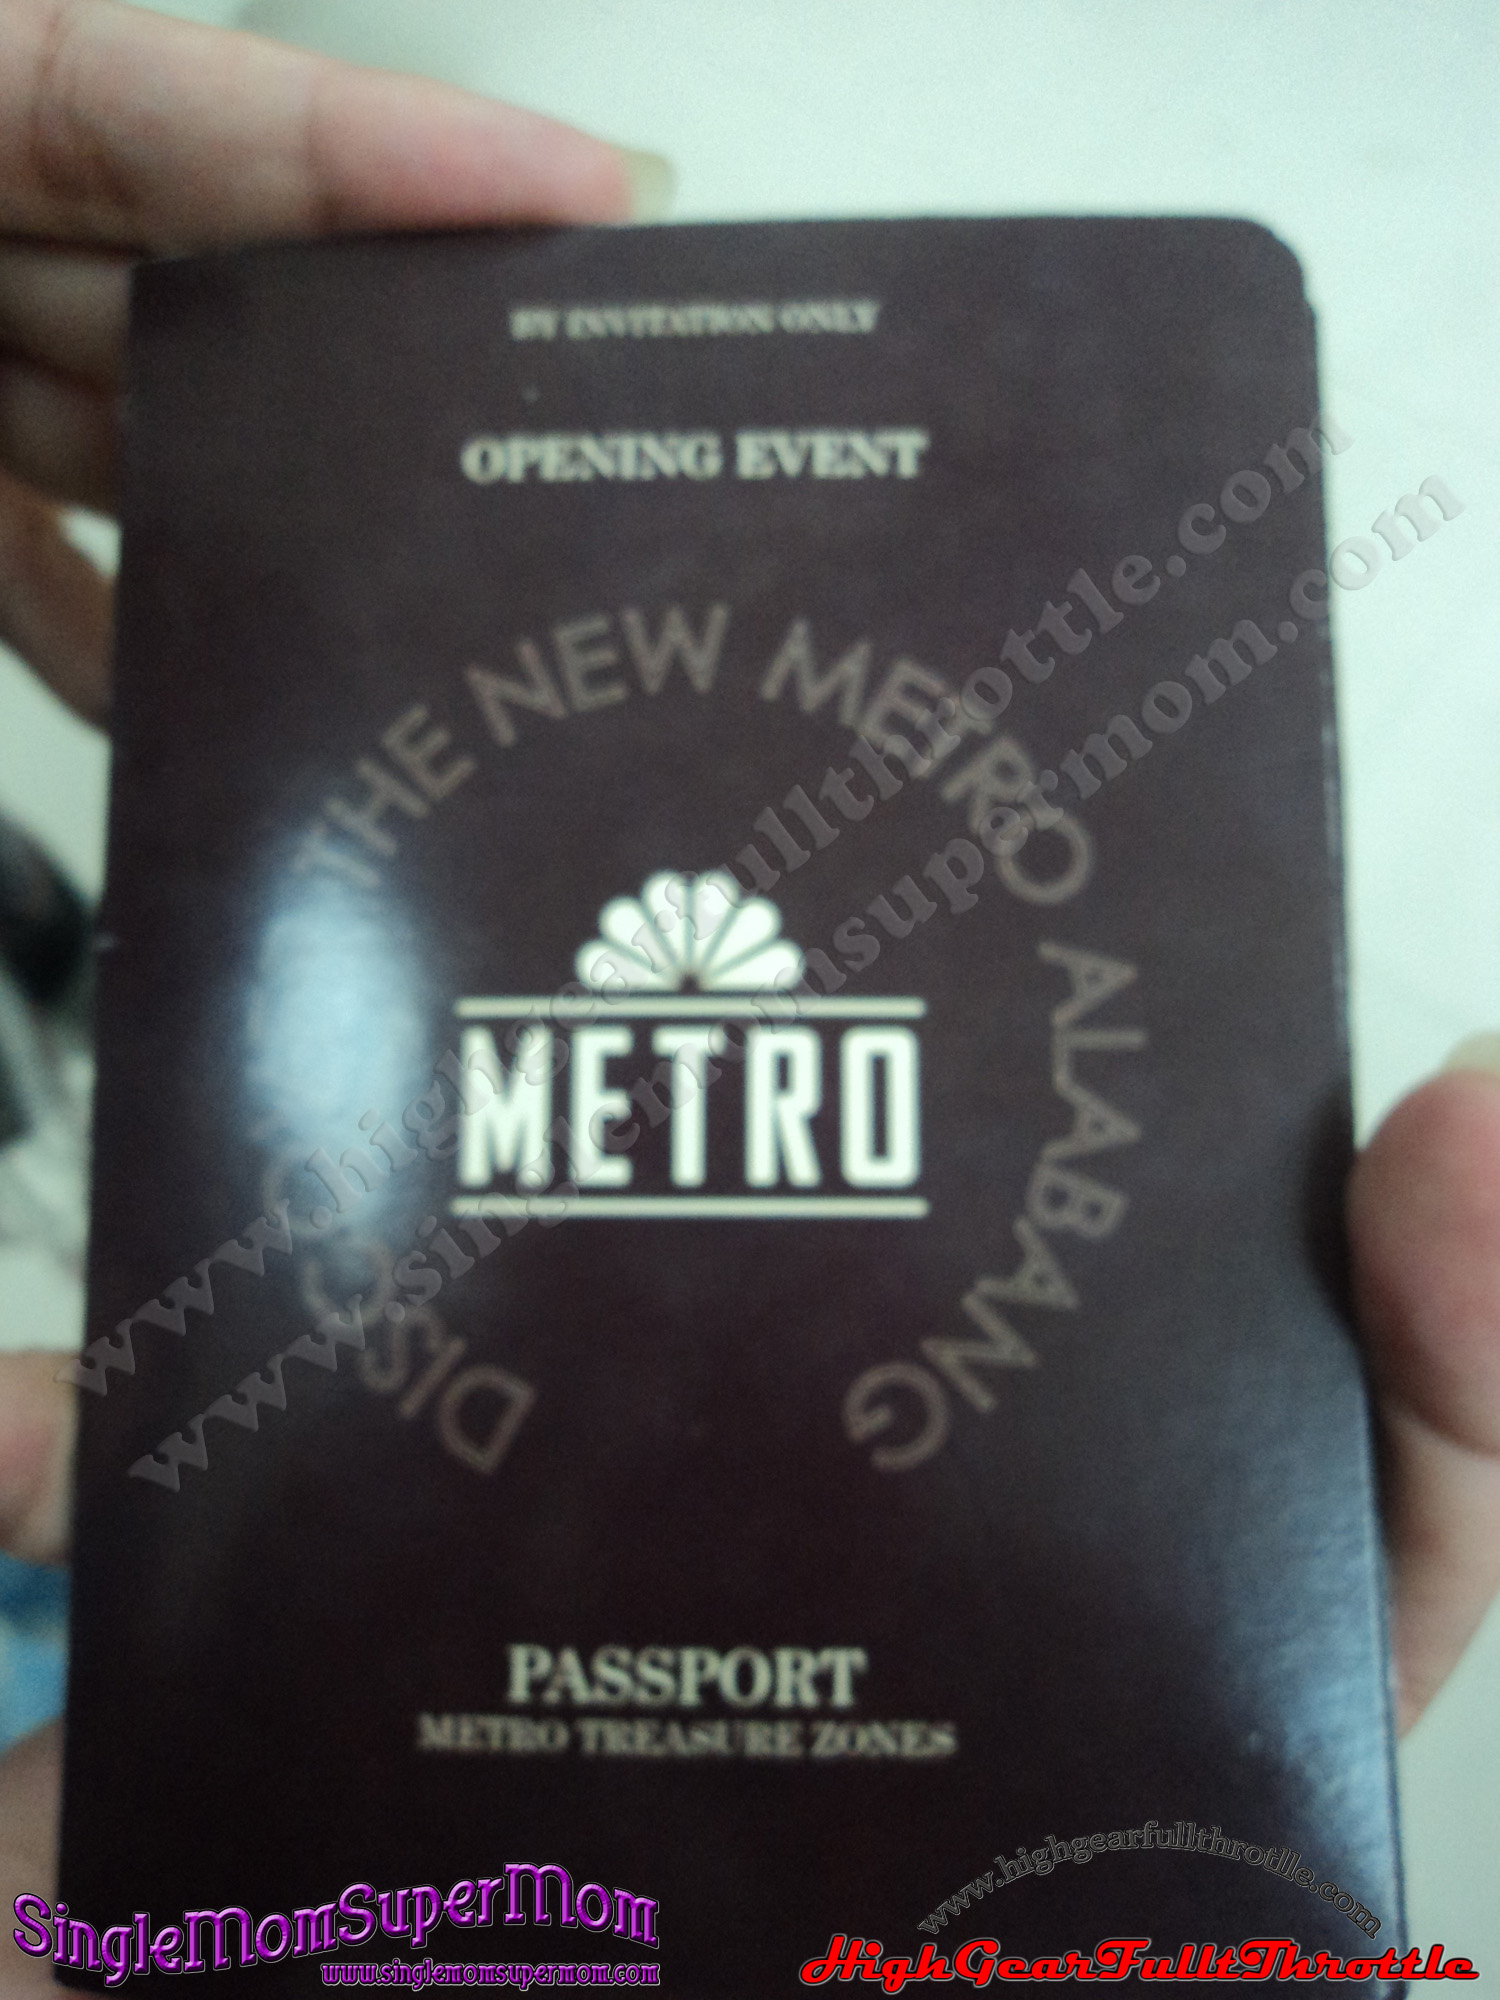 BY INVITATION ONLY
OPENING EVENT
DISCOVER THE NEW METRO ALABANG
METRO
PASSPORT
METRO TREASURE ZONES
www.highgearfullthrottle.com
www.singlemomsupermom.com
SingleMomSuperMom
www.singlemomsupermom.com
www.highgearfullthrotlle.com
HighGearFulltThrottle